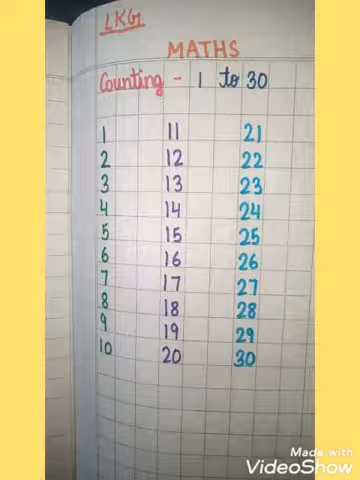 LKG
MATHS
Counting - 1 to 30
1 11 21
2 12 22
3 13 23
4 14 24
5 15 25
6 16 26
7 17 27
8 18 28
9 19 29
10 20 30
Made with
VideoShow